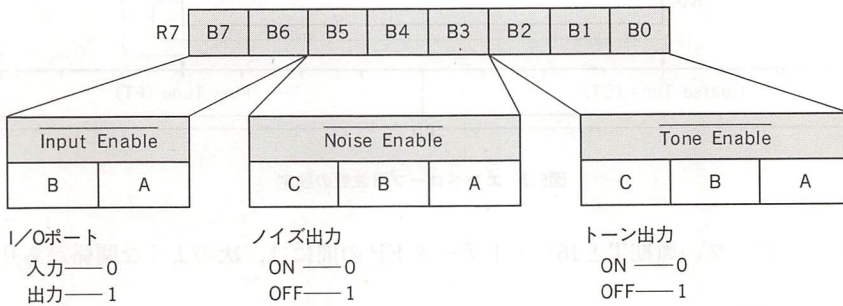 R7 B7 B6 B5 B4 B3 B2 B1 B0
Input Enable
B A
Noise Enable
C B A
Tone Enable
C B A
I/Oポート
入力——0
出力——1
ノイズ出力
ON——0
OFF——1
トーン出力
ON——0
OFF——1